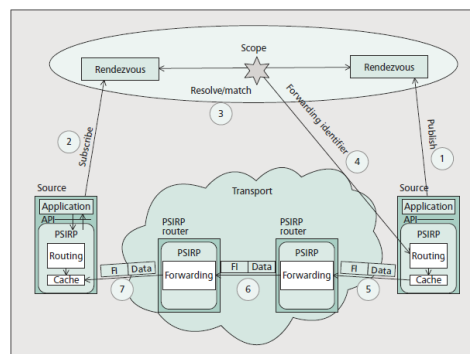 Scope
Rendezvous
Rendezvous
Resolve/match
3
2
Subscribe
Forwarding identifier
4
Publish
1
Source
Application
API
PSIRP
Routing
Cache
Transport
PSIRP
router
PSIRP
Forwarding
PSIRP
router
PSIRP
Forwarding
Source
Application
API
PSIRP
Routing
Cache
FI Data
7
FI Data
6
FI Data
5